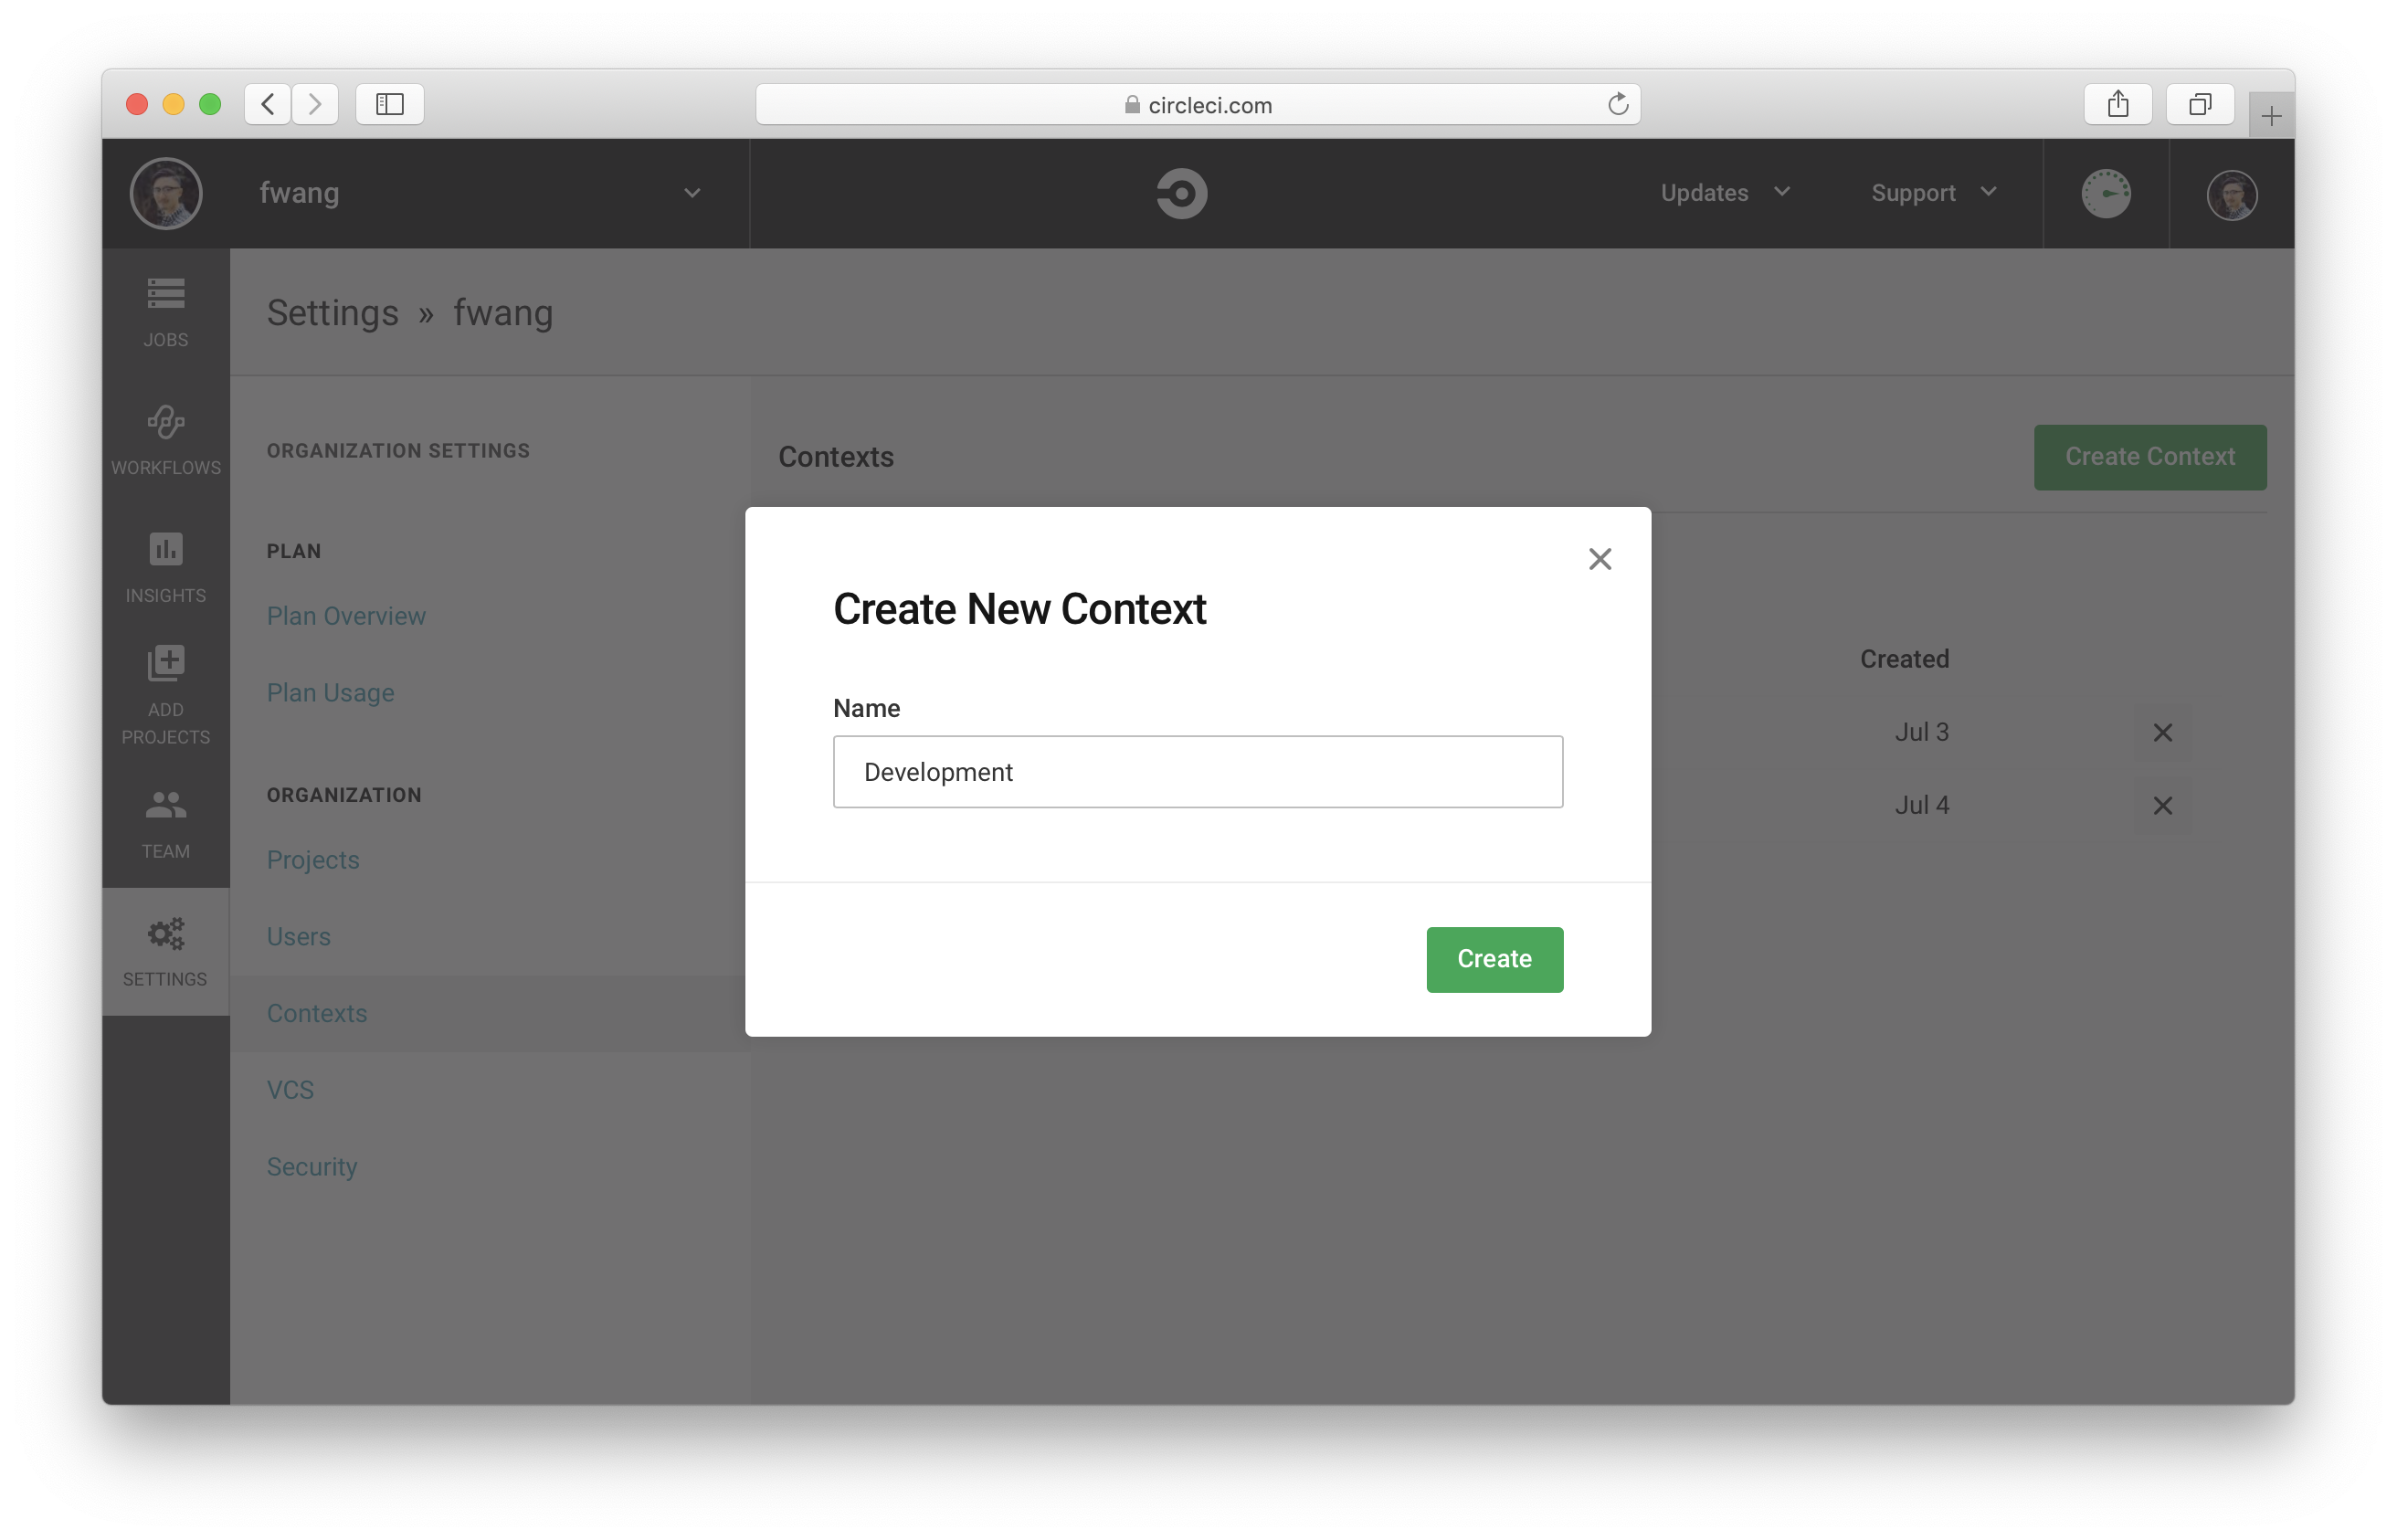 circleci.com
fwang
Updates
Support
JOBS
WORKFLOWS
INSIGHTS
ADD
PROJECTS
TEAM
SETTINGS
Settings » fwang
ORGANIZATION SETTINGS
PLAN
Plan Overview
Plan Usage
ORGANIZATION
Projects
Users
Contexts
VCS
Security
Contexts
Create Context
Created
Jul 3
Jul 4
Create New Context
Name
Development
Create